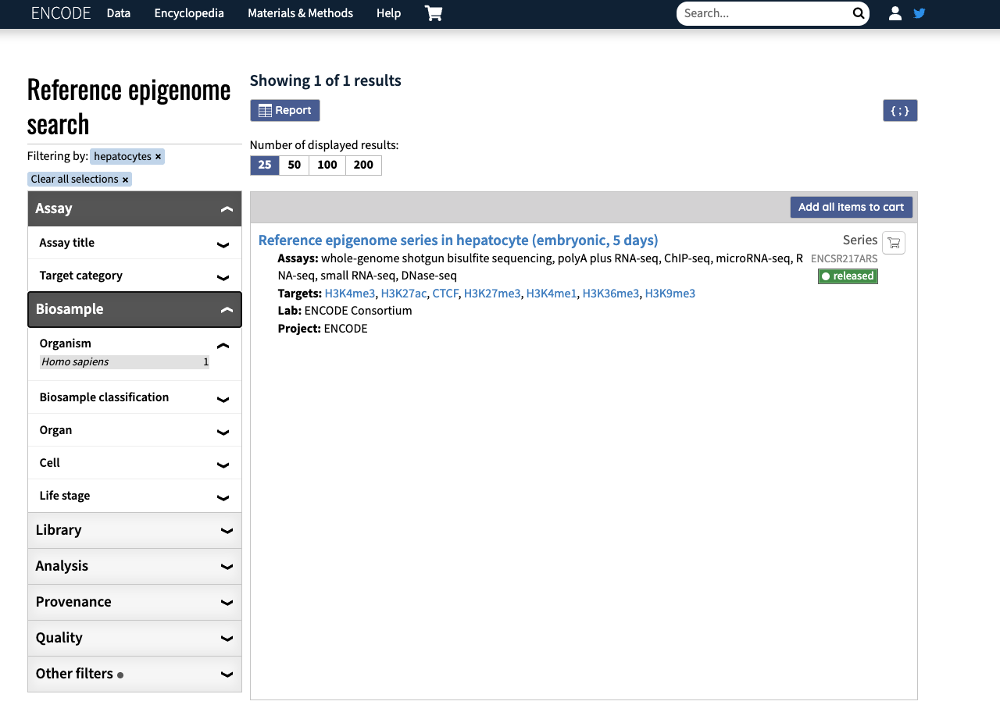 ENCODE Data Encyclopedia Materials & Methods Help Search...
Reference epigenome
search
Filtering by: hepatocytes ×
Clear all selections ×
Assay
Assay title
Target category
Biosample
Organism
Homo sapiens 1
Biosample classification
Organ
Cell
Life stage
Library
Analysis
Provenance
Quality
Other filters
Showing 1 of 1 results
Report {;}
Number of displayed results:
25 50 100 200
Add all items to cart
Reference epigenome series in hepatocyte (embryonic, 5 days) Series
Assays: whole-genome shotgun bisulfite sequencing, polyA plus RNA-seq, ChIP-seq, microRNA-seq, R ENCSR217ARS
NA-seq, small RNA-seq, DNase-seq released
Targets: H3K4me3, H3K27ac, CTCF, H3K27me3, H3K4me1, H3K36me3, H3K9me3
Lab: ENCODE Consortium
Project: ENCODE